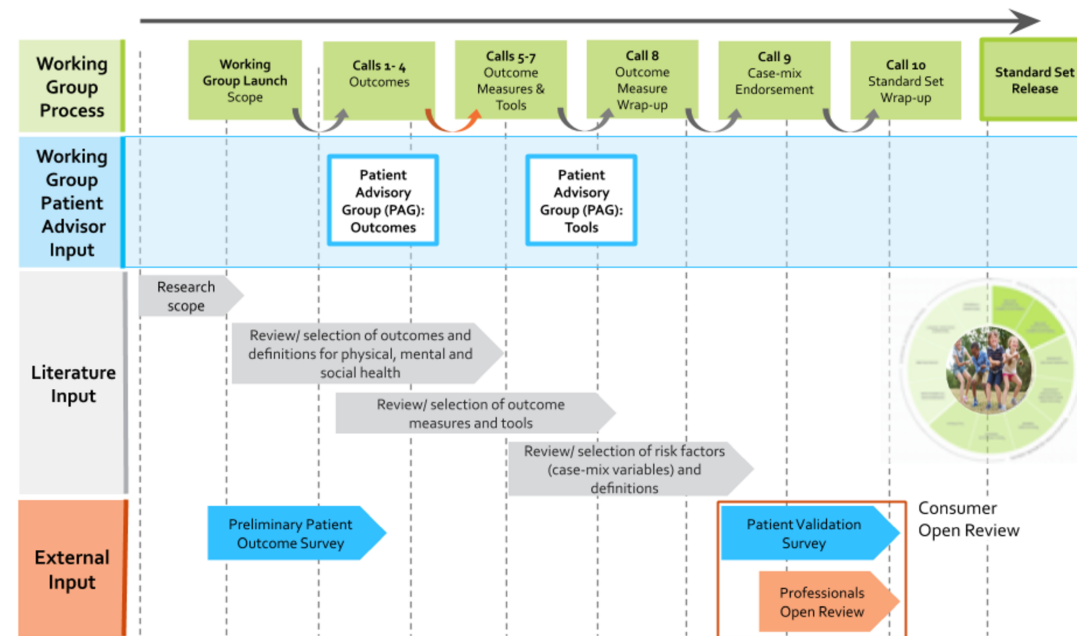 Working
Group
Process
Working
Group Launch
Scope
Calls 1- 4
Outcomes
Calls 5-7
Outcome
Measures &
Tools
Call 8
Outcome
Measure
Wrap-up
Call 9
Case-mix
Endorsement
Call 10
Standard Set
Wrap-up
Standard Set
Release
Working
Group
Patient
Advisor
Input
Patient
Advisory
Group (PAG):
Outcomes
Patient
Advisory
Group (PAG):
Tools
Literature
Input
Research
scope
Review/ selection of outcomes and
definitions for physical, mental and
social health
Review/ selection of outcome
measures and tools
Review/ selection of risk factors
(case-mix variables) and
definitions
External
Input
Preliminary Patient
Outcome Survey
Patient Validation
Survey
Professionals
Open Review
Consumer
Open Review